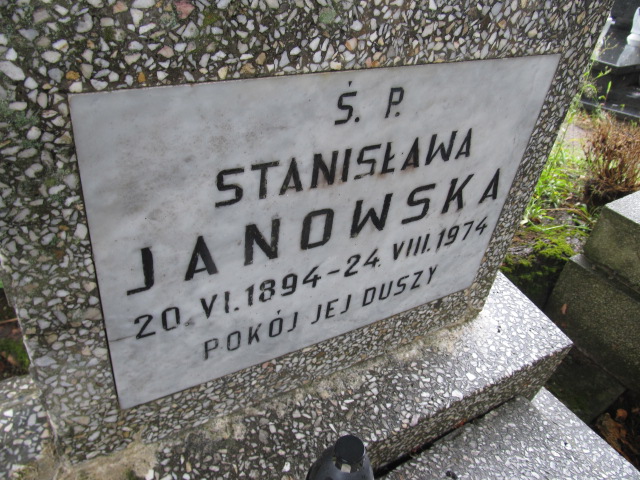 Ś. P.
STANISŁAWA
JANOWSKA
20. VI. 1894-24. VIII. 1974
POKÓJ JEJ DUSZY